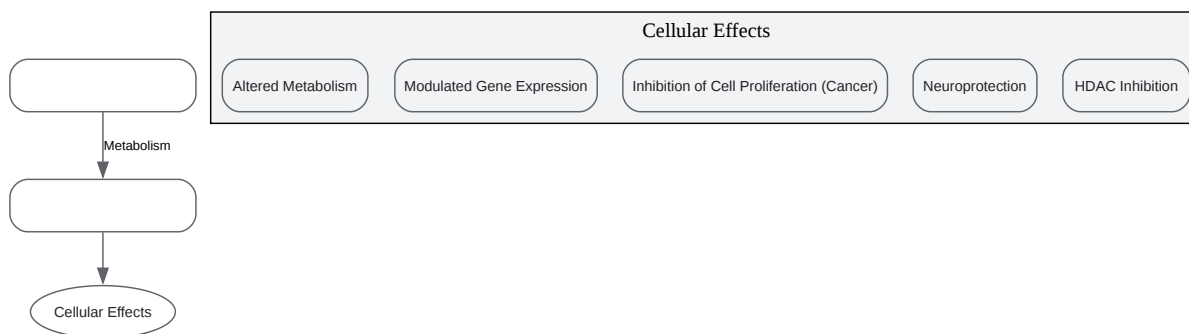 Cellular Effects
Altered Metabolism
Modulated Gene Expression
Inhibition of Cell Proliferation (Cancer)
Neuroprotection
HDAC Inhibition
Metabolism
Cellular Effects